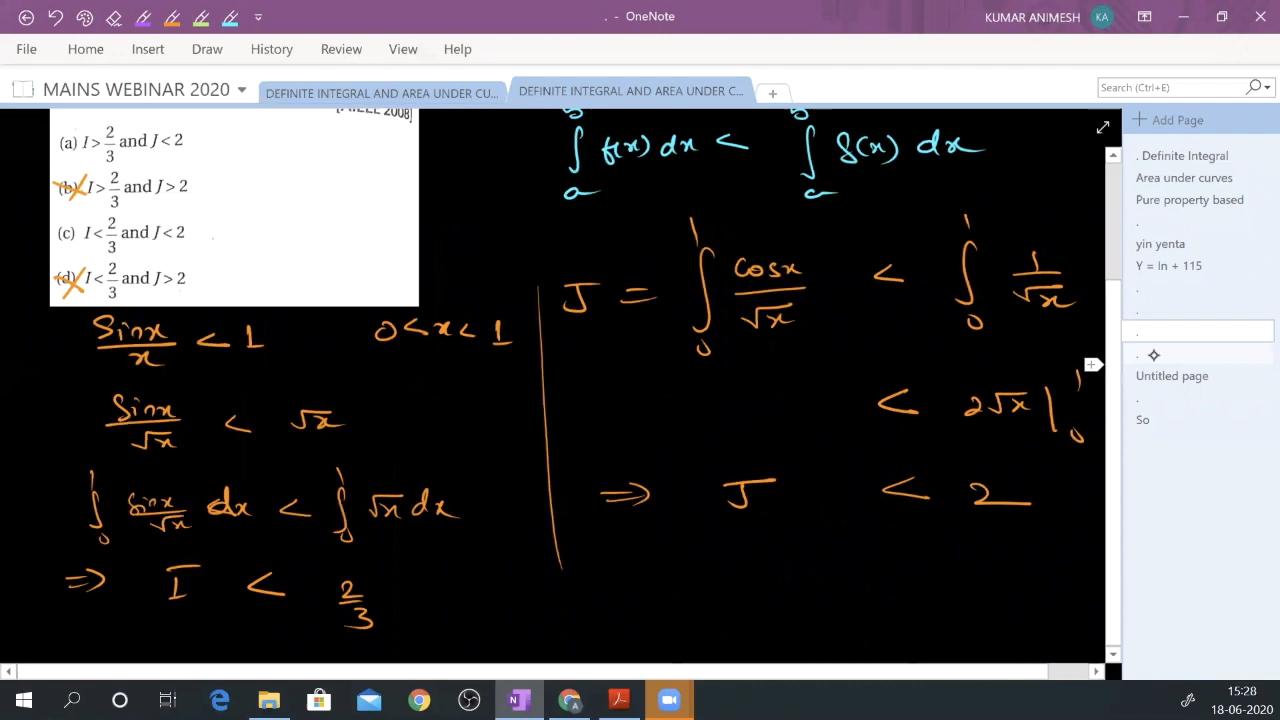 . - OneNote
KUMAR ANIMESH KA
File Home Insert Draw History Review View Help
MAINS WEBINAR 2020
DEFINITE INTEGRAL AND AREA UNDER CU...
DEFINITE INTEGRAL AND AREA UNDER C...
Search (Ctrl+E)
[AIEEE 2008]
(a) I > 2/3 and J < 2
(b) I > 2/3 and J > 2
(c) I < 2/3 and J < 2
(d) I < 2/3 and J > 2
sinx/x < 1 0 < x < 1
sinx/√x < √x
∫₀¹ sinx/√x dx < ∫₀¹ √x dx
⇒ I < 2/3
∫ₐᵇ f(x) dx < ∫ₐᵇ g(x) dx
J = ∫₀¹ cosx/√x < ∫₀¹ 1/√x
< 2√x |₀¹
⇒ J < 2
Add Page
. Definite Integral
Area under curves
Pure property based
.
yin yenta
Y = ln + 115
.
.
.
.
Untitled page
.
So
15:28
18-06-2020